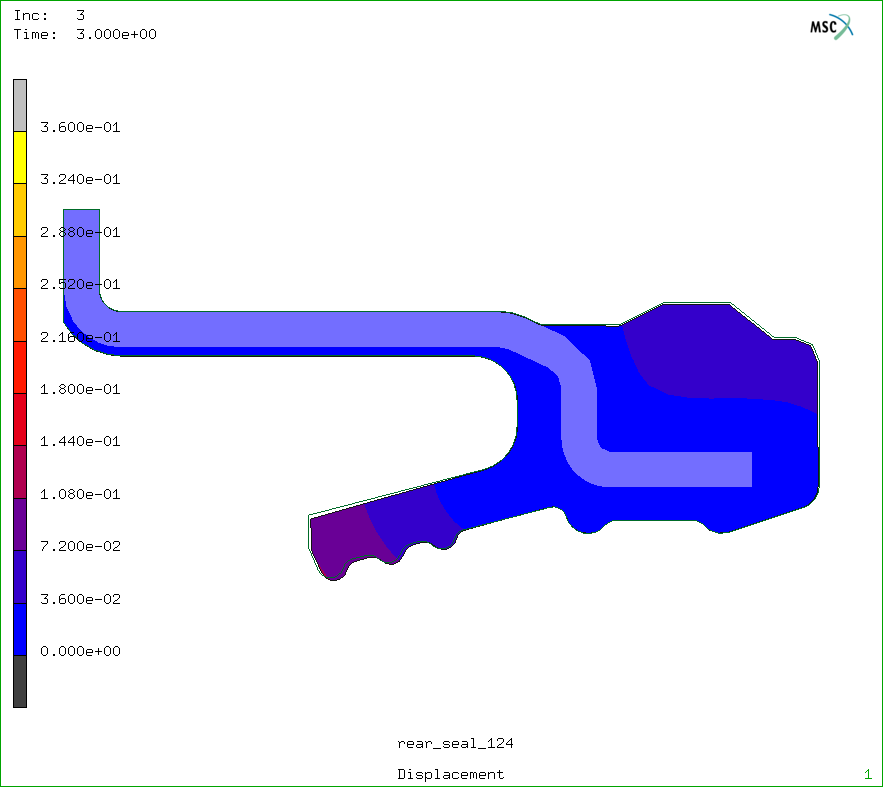 Inc: 3
Time: 3.000e+00
MSC
3.600e-01
3.240e-01
2.880e-01
2.520e-01
2.160e-01
1.800e-01
1.440e-01
1.080e-01
7.200e-02
3.600e-02
0.000e+00
rear_seal_124
Displacement
1